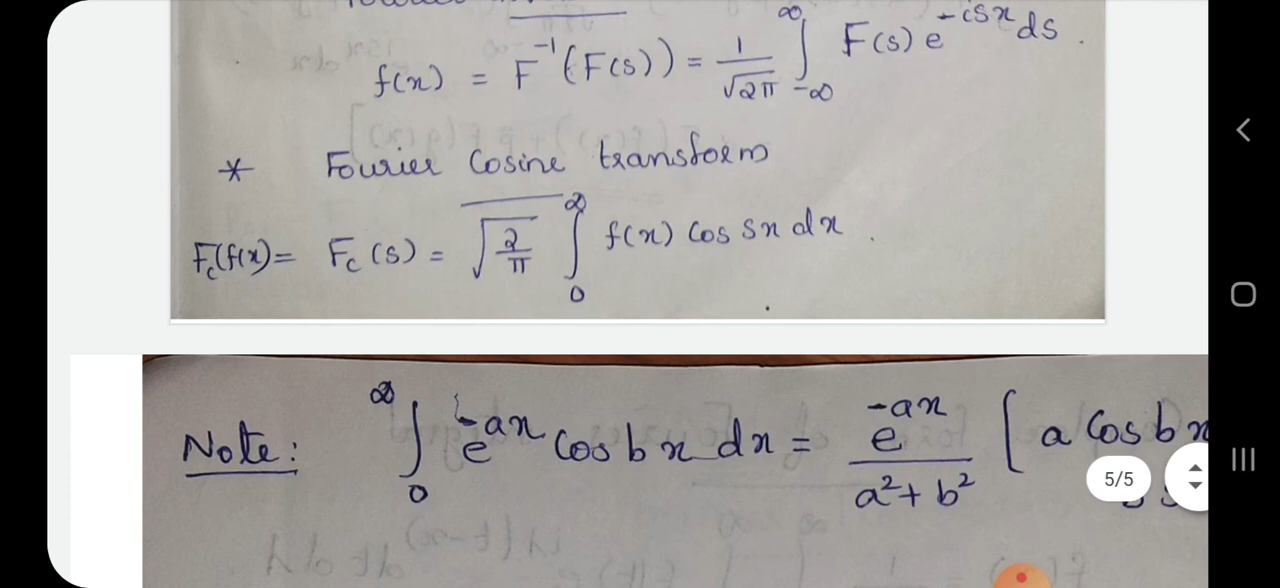 f(x) = F⁻¹(F(s)) = 1/√2π ∫_{-∞}^{∞} F(s) e^{-isx} ds .
* Fourier Cosine transform
F_c(f(x)) = F_c(s) = √(2/π) ∫_0^∞ f(x) cos sx dx .
Note: ∫_0^∞ e^{-ax} cos bx dx = e^{-ax}/(a²+b²) [a cos bx
5/5